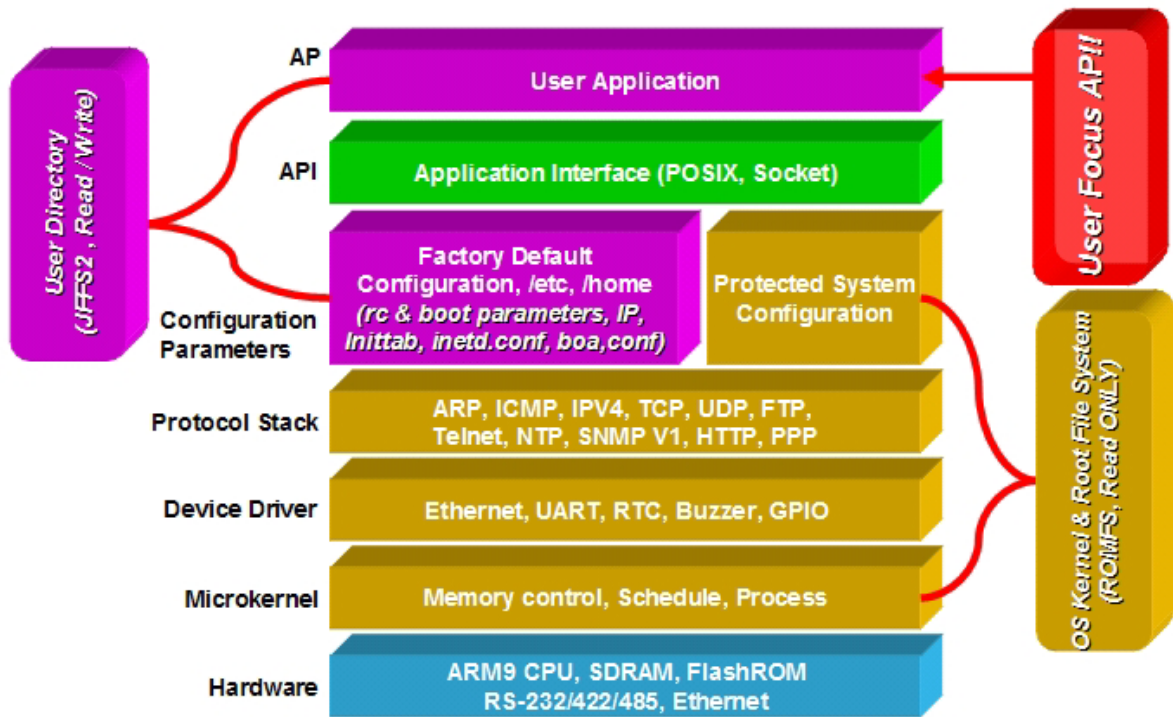 User Directory
(JFFS2 , Read / Write)
AP
User Application
User Focus AP!!
API
Application Interface (POSIX, Socket)
Configuration
Parameters
Factory Default
Configuration, /etc, /home
(rc & boot parameters, IP,
Inittab, inetd.conf, boa,conf)
Protected System
Configuration
OS Kernel & Root File System
(ROMFS, Read ONLY)
Protocol Stack
ARP, ICMP, IPV4, TCP, UDP, FTP,
Telnet, NTP, SNMP V1, HTTP, PPP
Device Driver
Ethernet, UART, RTC, Buzzer, GPIO
Microkernel
Memory control, Schedule, Process
Hardware
ARM9 CPU, SDRAM, FlashROM
RS-232/422/485, Ethernet